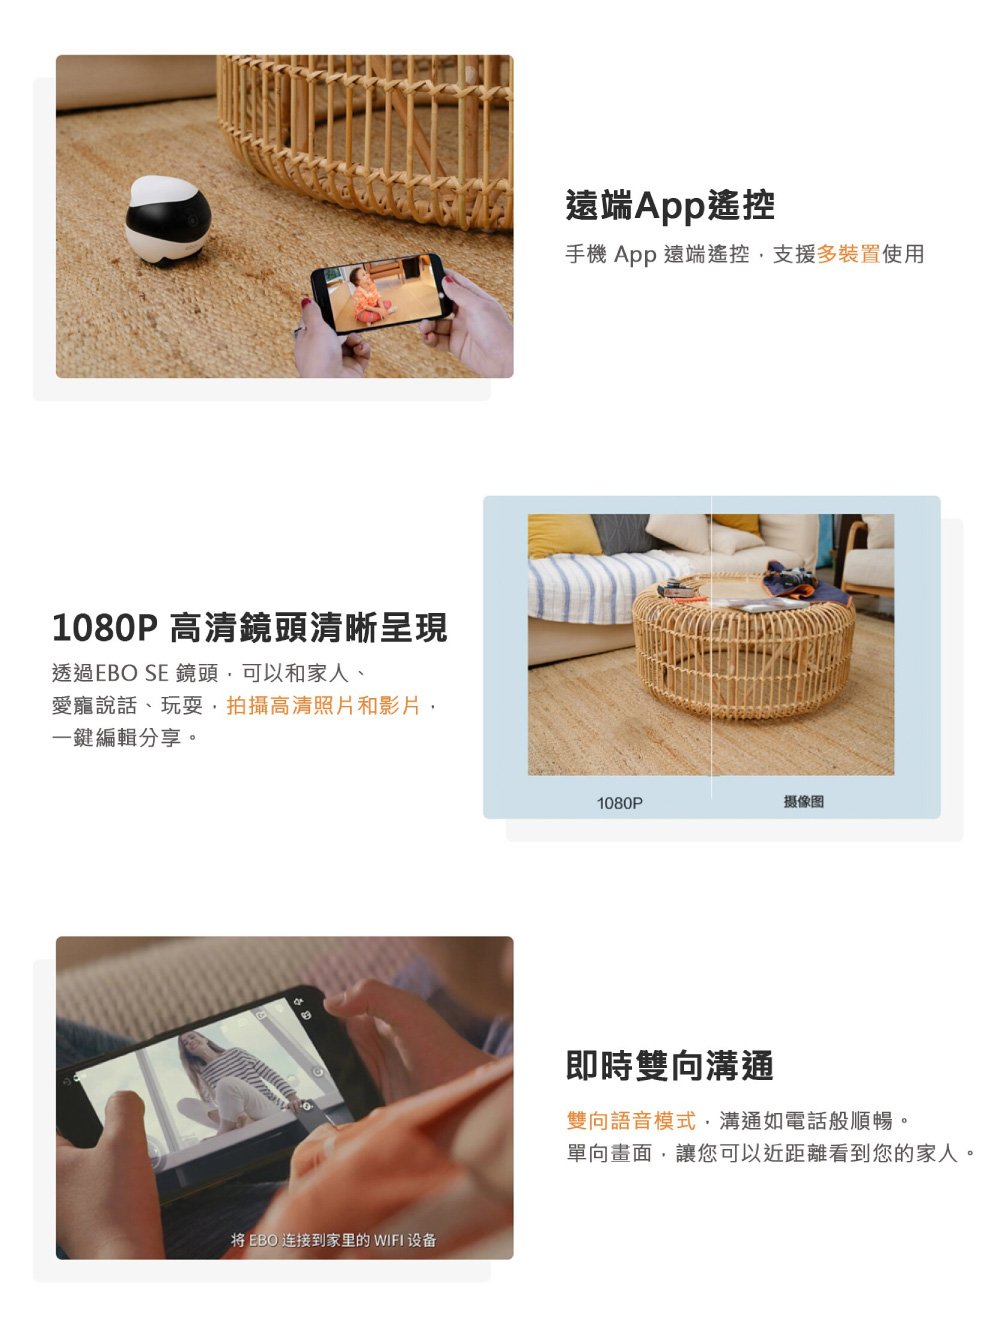 遠端App遙控
手機 App 遠端遙控，支援多裝置使用
1080P 高清鏡頭清晰呈現
透過EBO SE 鏡頭，可以和家人、
愛寵說話、玩耍，拍攝高清照片和影片，
一鍵編輯分享。
1080P
摄像图
即時雙向溝通
雙向語音模式，溝通如電話般順暢。
單向畫面，讓您可以近距離看到您的家人。
将 EBO 连接到家里的 WIFI 设备